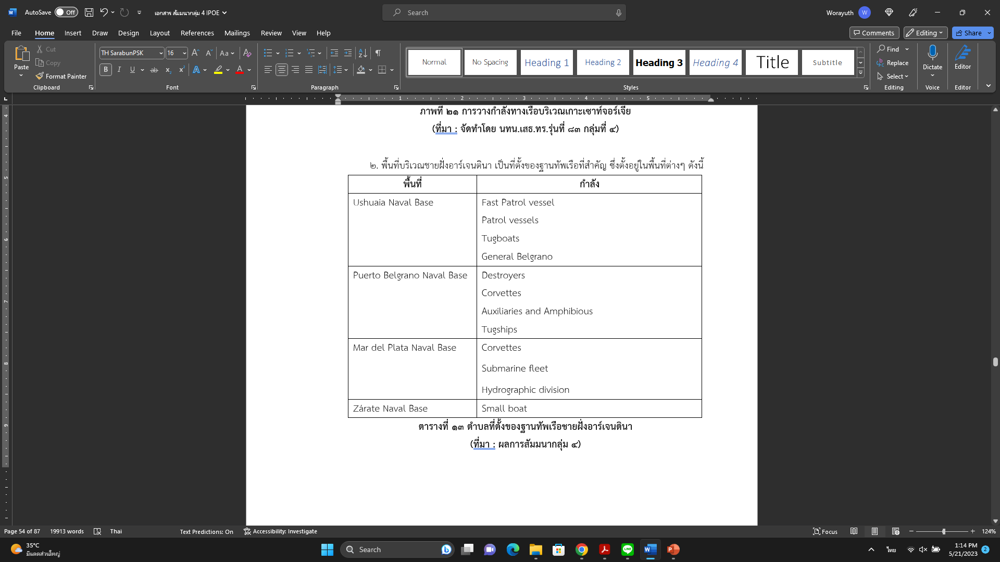 AutoSave Off เอกสาร สัมมนากลุ่ม 4 IPOE Search Worayuth W
File Home Insert Draw Design Layout References Mailings Review View Help Comments Editing Share
Paste Cut Copy Format Painter Clipboard
TH SarabunPSK 16 Aa Font
Paragraph
Normal No Spacing Heading 1 Heading 2 Heading 3 Heading 4 Title Subtitle Styles
Find Replace Select Editing
Dictate Voice
Editor Editor
1 2 3 4 5
4 5 6 7 8 9
ภาพที่ ๒๑ การวางกำลังทางเรือบริเวณเกาะเซาท์จอร์เจีย
(ที่มา : จัดทำโดย นทน.เสธ.ทร.รุ่นที่ ๘๓ กลุ่มที่ ๔)
๒. พื้นที่บริเวณชายฝั่งอาร์เจนตินา เป็นที่ตั้งของฐานทัพเรือที่สำคัญ ซึ่งตั้งอยู่ในพื้นที่ต่างๆ ดังนี้
พื้นที่ กำลัง
Ushuaia Naval Base Fast Patrol vessel
Patrol vessels
Tugboats
General Belgrano
Puerto Belgrano Naval Base Destroyers
Corvettes
Auxiliaries and Amphibious
Tugships
Mar del Plata Naval Base Corvettes
Submarine fleet
Hydrographic division
Zárate Naval Base Small boat
ตารางที่ ๑๓ ตำบลที่ตั้งของฐานทัพเรือชายฝั่งอาร์เจนตินา
(ที่มา : ผลการสัมมนากลุ่ม ๔)
Page 54 of 87 19913 words Thai Text Predictions: On Accessibility: Investigate Focus 124%
35°C
มีแดดส่วนใหญ่
Search
ไทย
1:14 PM
5/21/2023 2